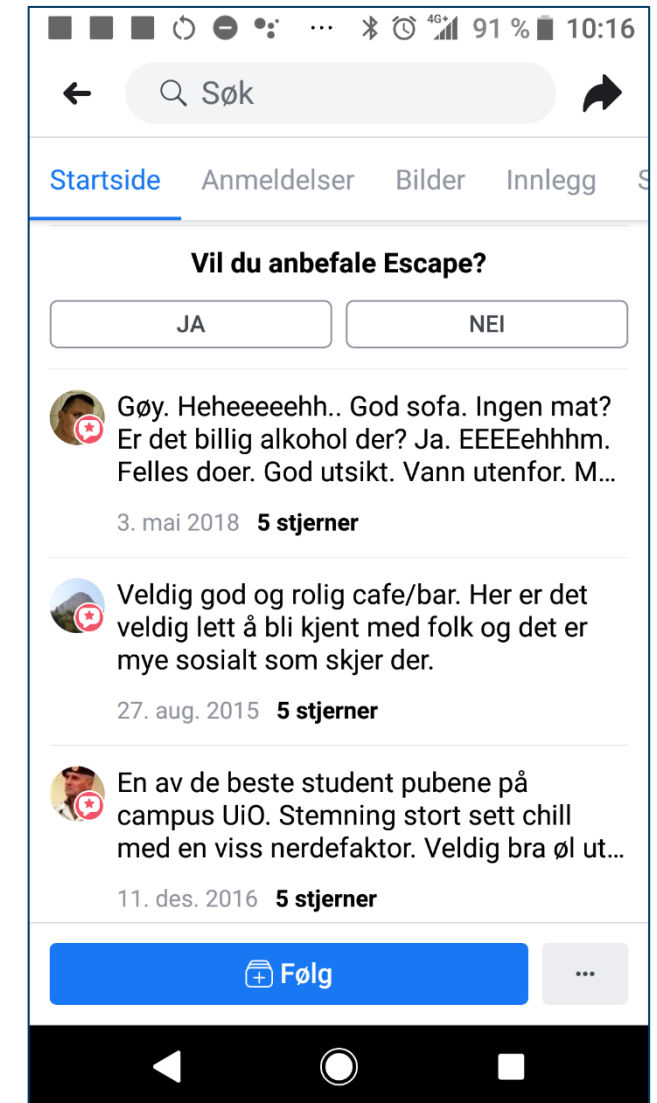 4G+ 91 % 10:16
Søk
Startside Anmeldelser Bilder Innlegg S
Vil du anbefale Escape?
JA NEI
Gøy. Heheeeeehh.. God sofa. Ingen mat?
Er det billig alkohol der? Ja. EEEEehhhm.
Felles doer. God utsikt. Vann utenfor. M...
3. mai 2018 5 stjerner
Veldig god og rolig cafe/bar. Her er det
veldig lett å bli kjent med folk og det er
mye sosialt som skjer der.
27. aug. 2015 5 stjerner
En av de beste student pubene på
campus UiO. Stemning stort sett chill
med en viss nerdefaktor. Veldig bra øl ut...
11. des. 2016 5 stjerner
Følg